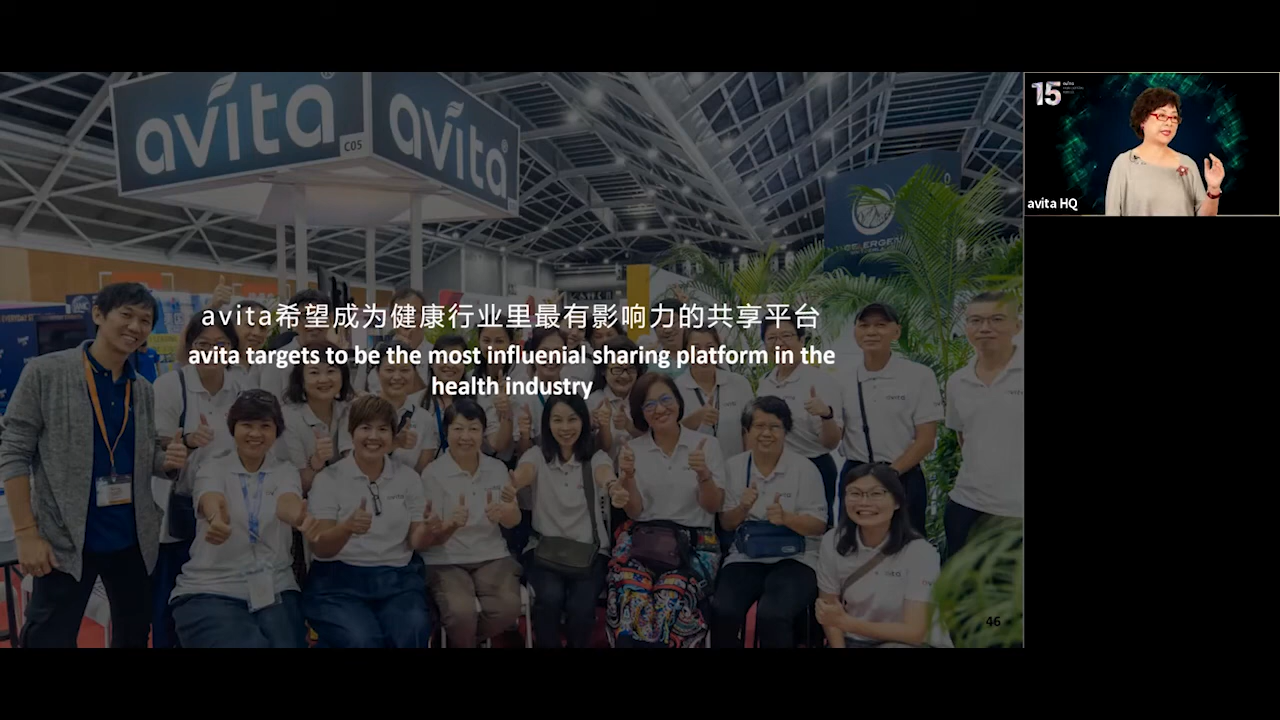 avita
avita
C05
avita希望成为健康行业里最有影响力的共享平台
avita targets to be the most influenial sharing platform in the
health industry
46
15
avita HQ